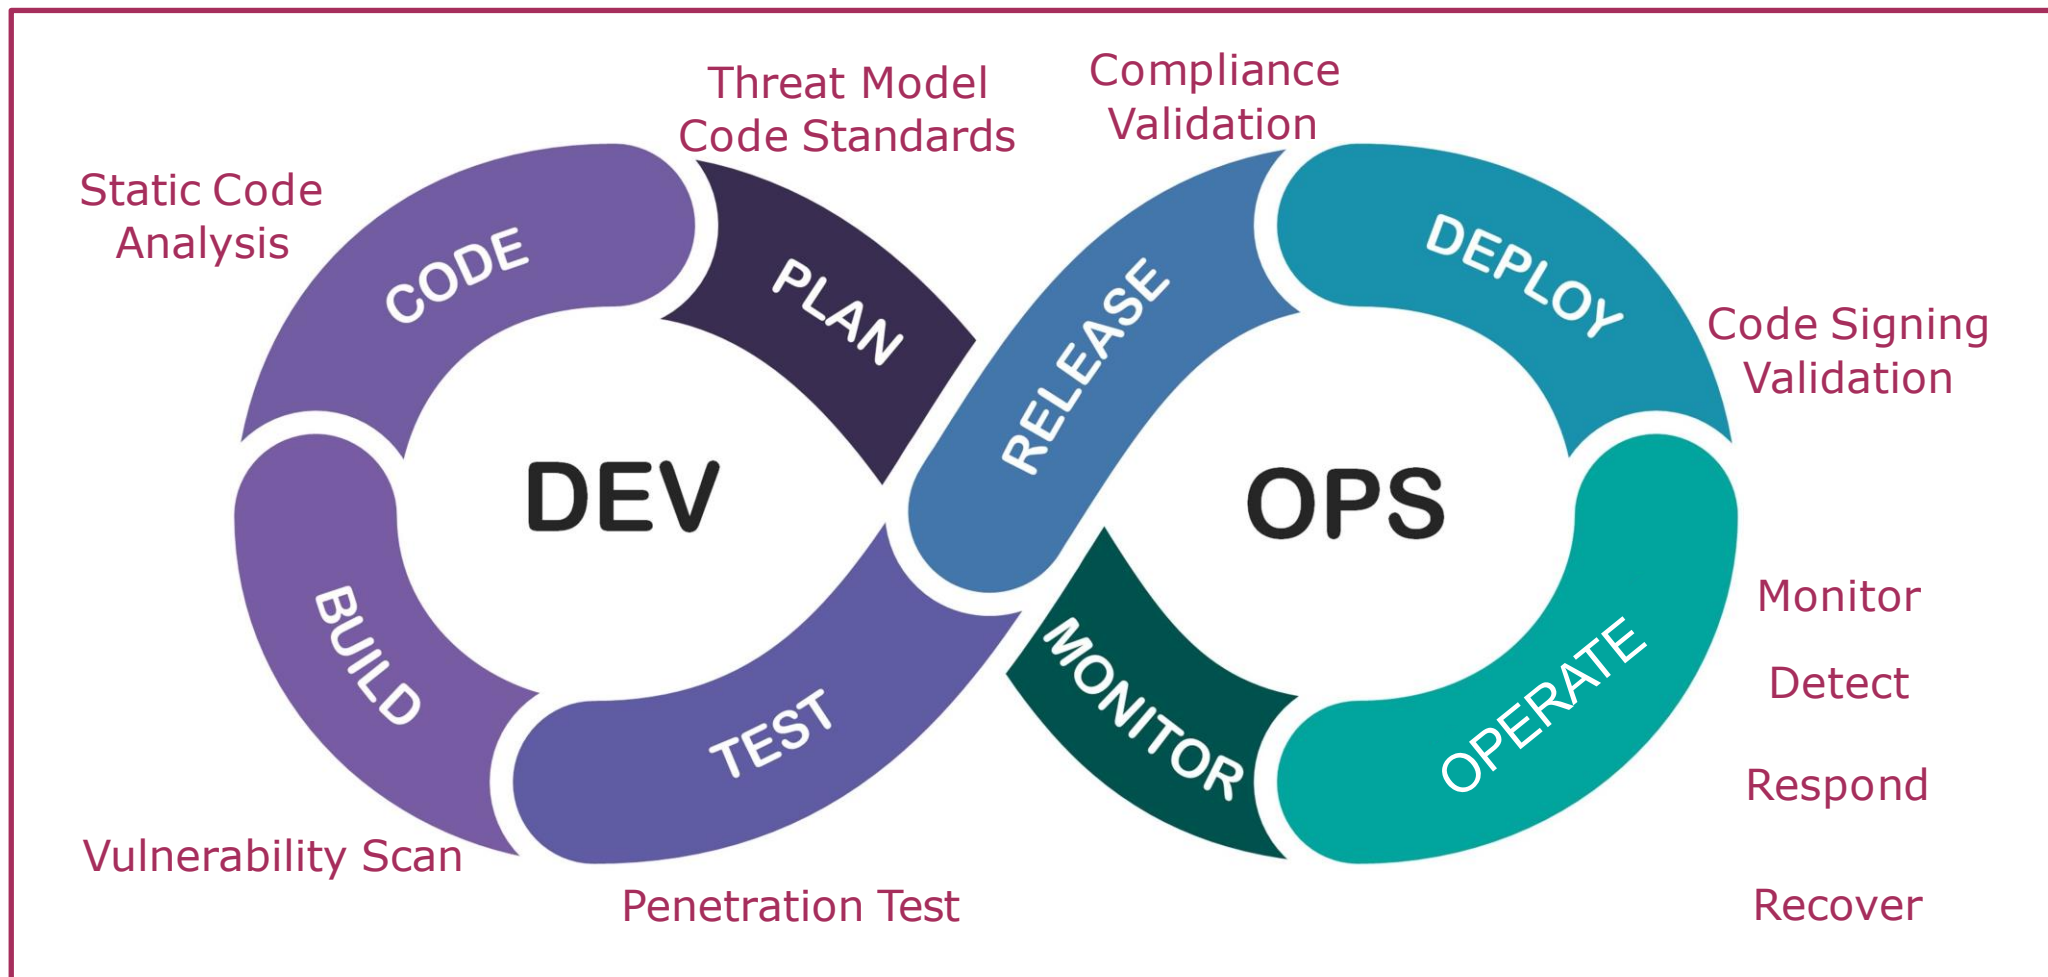 Threat Model
Code Standards
Compliance
Validation
Static Code
Analysis
CODE
PLAN
RELEASE
DEPLOY
Code Signing
Validation
DEV
OPS
BUILD
TEST
MONITOR
OPERATE
Monitor
Detect
Respond
Recover
Vulnerability Scan
Penetration Test